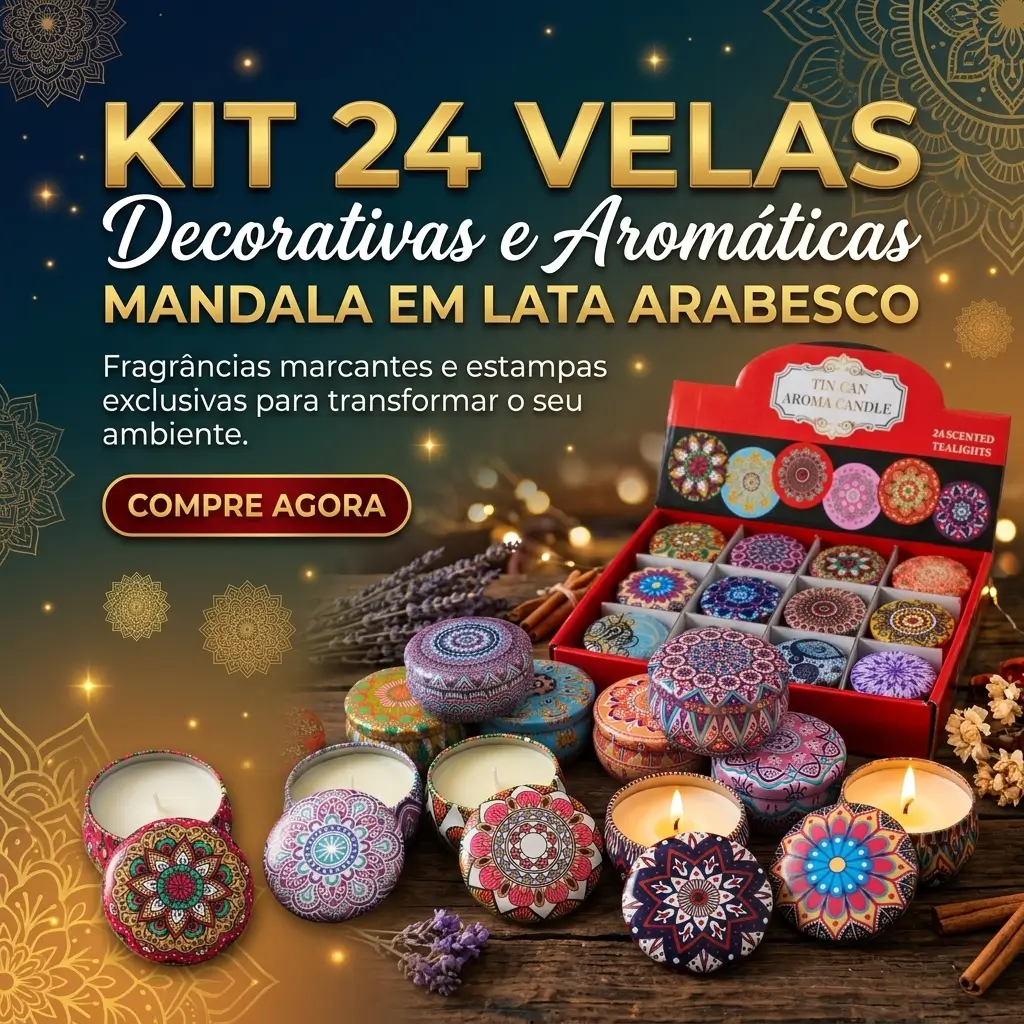 KIT 24 VELAS
Decorativas e Aromáticas
MANDALA EM LATA ARABESCO
Fragrâncias marcantes e estampas
exclusivas para transformar o seu
ambiente.
COMPRE AGORA
TIN CAN
AROMA CANDLE
24 SCENTED
TEALIGHTS